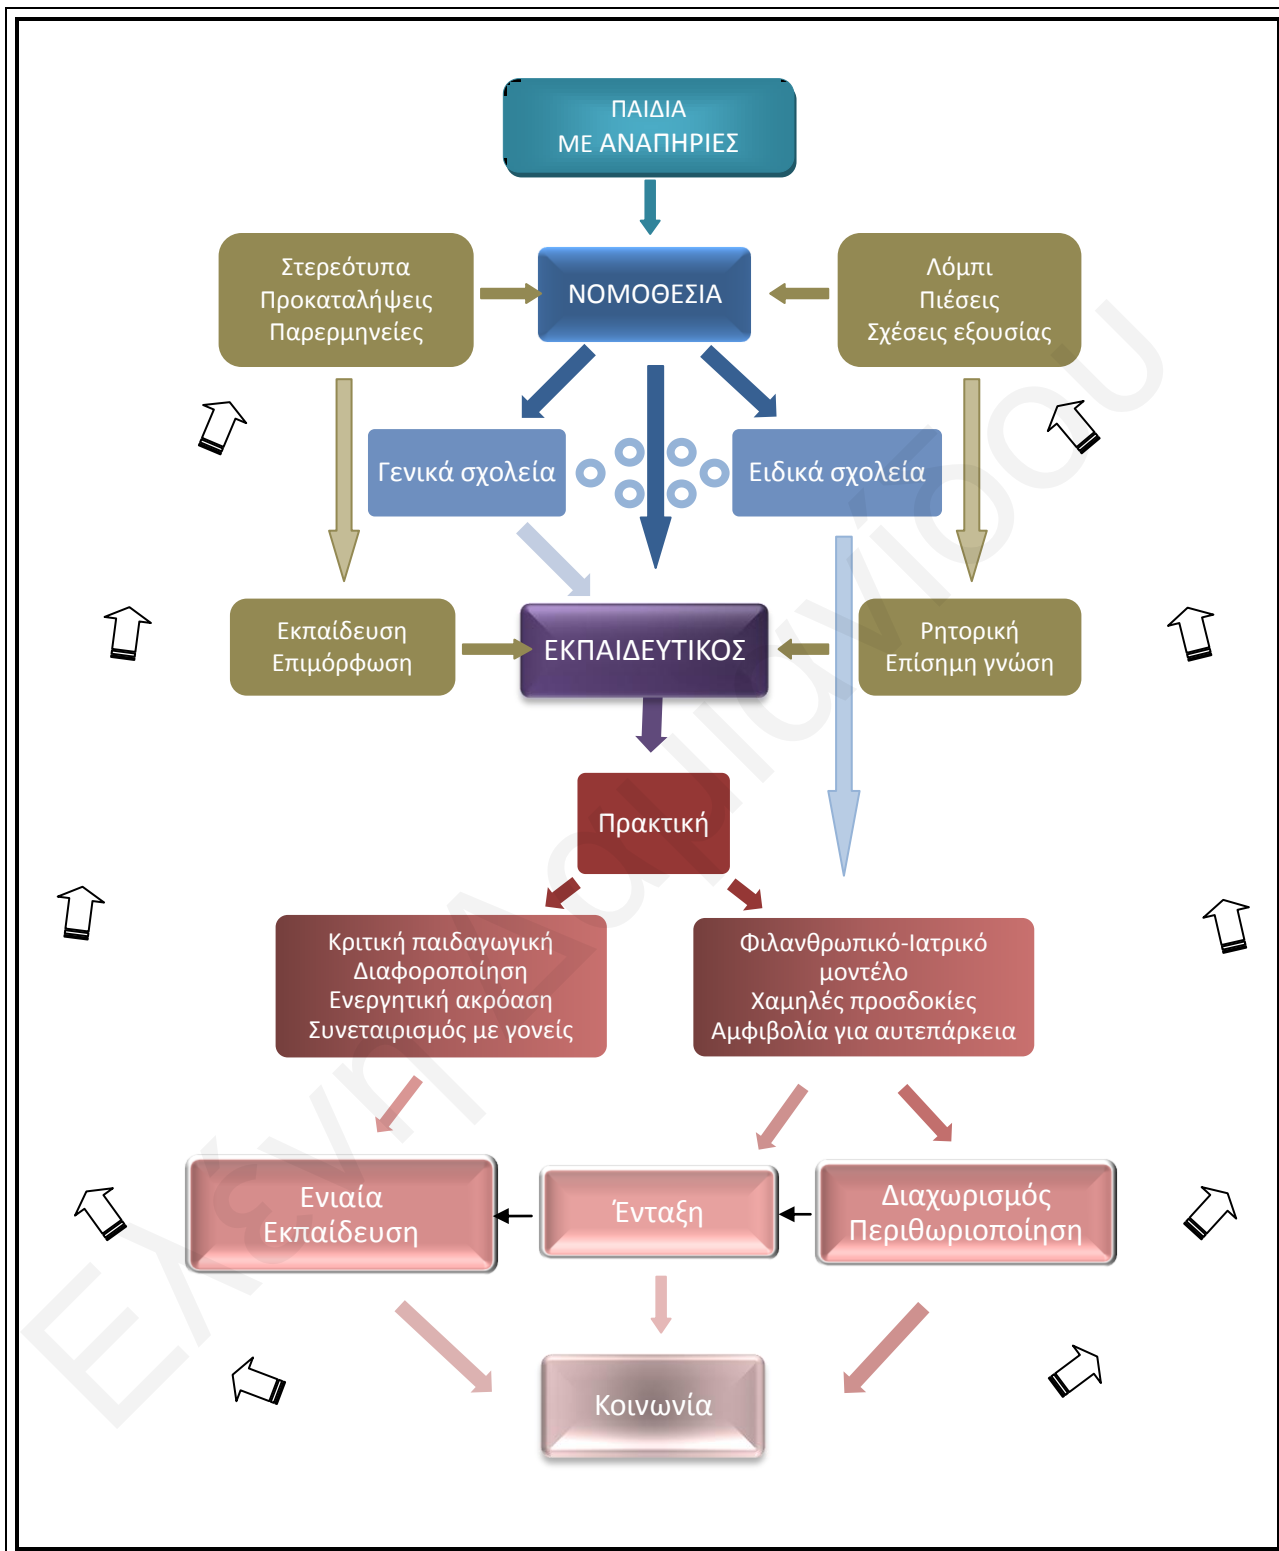 ΠΑΙΔΙΑ
ΜΕ ΑΝΑΠΗΡΙΕΣ
Στερεότυπα
Προκαταλήψεις
Παρερμηνείες
ΝΟΜΟΘΕΣΙΑ
Λόμπι
Πιέσεις
Σχέσεις εξουσίας
Γενικά σχολεία
Ειδικά σχολεία
Εκπαίδευση
Επιμόρφωση
ΕΚΠΑΙΔΕΥΤΙΚΟΣ
Ρητορική
Επίσημη γνώση
Πρακτική
Κριτική παιδαγωγική
Διαφοροποίηση
Ενεργητική ακρόαση
Συνεταιρισμός με γονείς
Φιλανθρωπικό-Ιατρικό
μοντέλο
Χαμηλές προσδοκίες
Αμφιβολία για αυτεπάρκεια
Ενιαία
Εκπαίδευση
Ένταξη
Διαχωρισμός
Περιθωριοποίηση
Κοινωνία
Ελένη Δαμιανίου